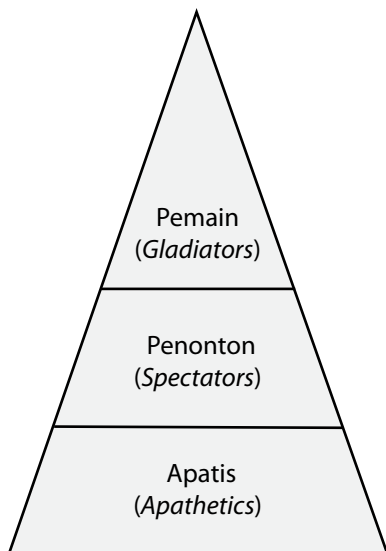 Pemain
(Gladiators)
Penonton
(Spectators)
Apatis
(Apathetics)